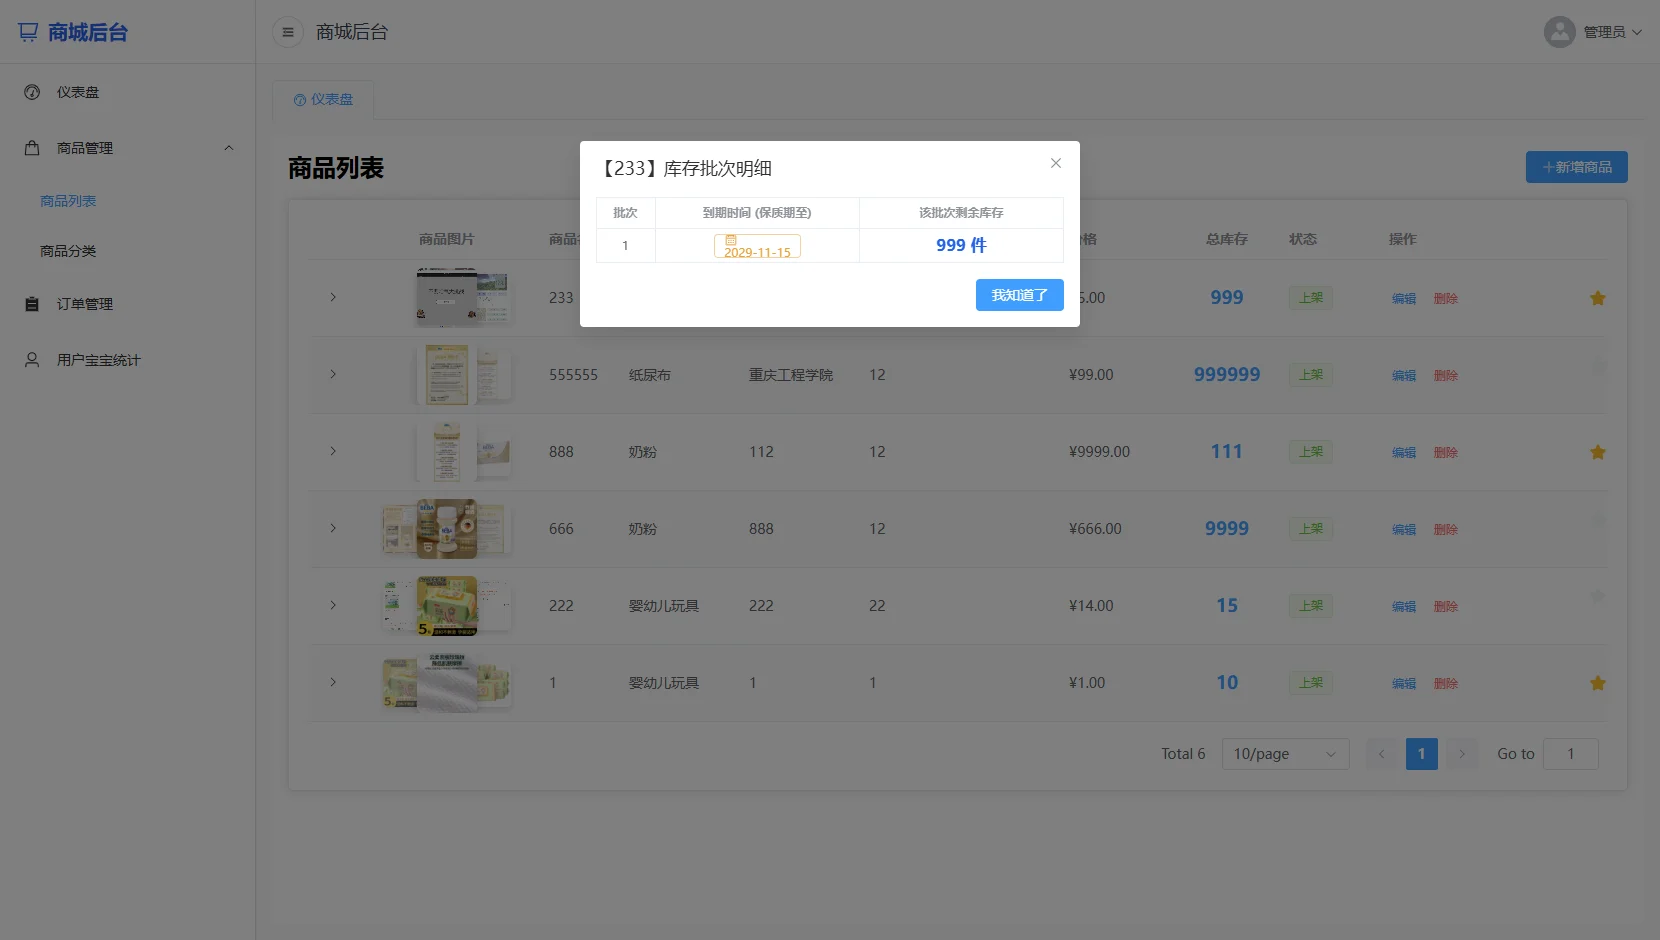 商城后台
商城后台
管理员
仪表盘
商品管理
商品列表
商品分类
订单管理
用户宝宝统计
仪表盘
商品列表
+新增商品
【233】库存批次明细
批次 到期时间 (保质期至) 该批次剩余库存
1 2029-11-15 999 件
我知道了
商品图片 总库存 状态 操作
233 5.00 999 上架 编辑 删除
555555 纸尿布 重庆工程学院 12 ¥99.00 999999 上架 编辑 删除
888 奶粉 112 12 ¥9999.00 111 上架 编辑 删除
666 奶粉 888 12 ¥666.00 9999 上架 编辑 删除
222 婴幼儿玩具 222 22 ¥14.00 15 上架 编辑 删除
1 婴幼儿玩具 1 1 ¥1.00 10 上架 编辑 删除
Total 6 10/page 1 Go to 1